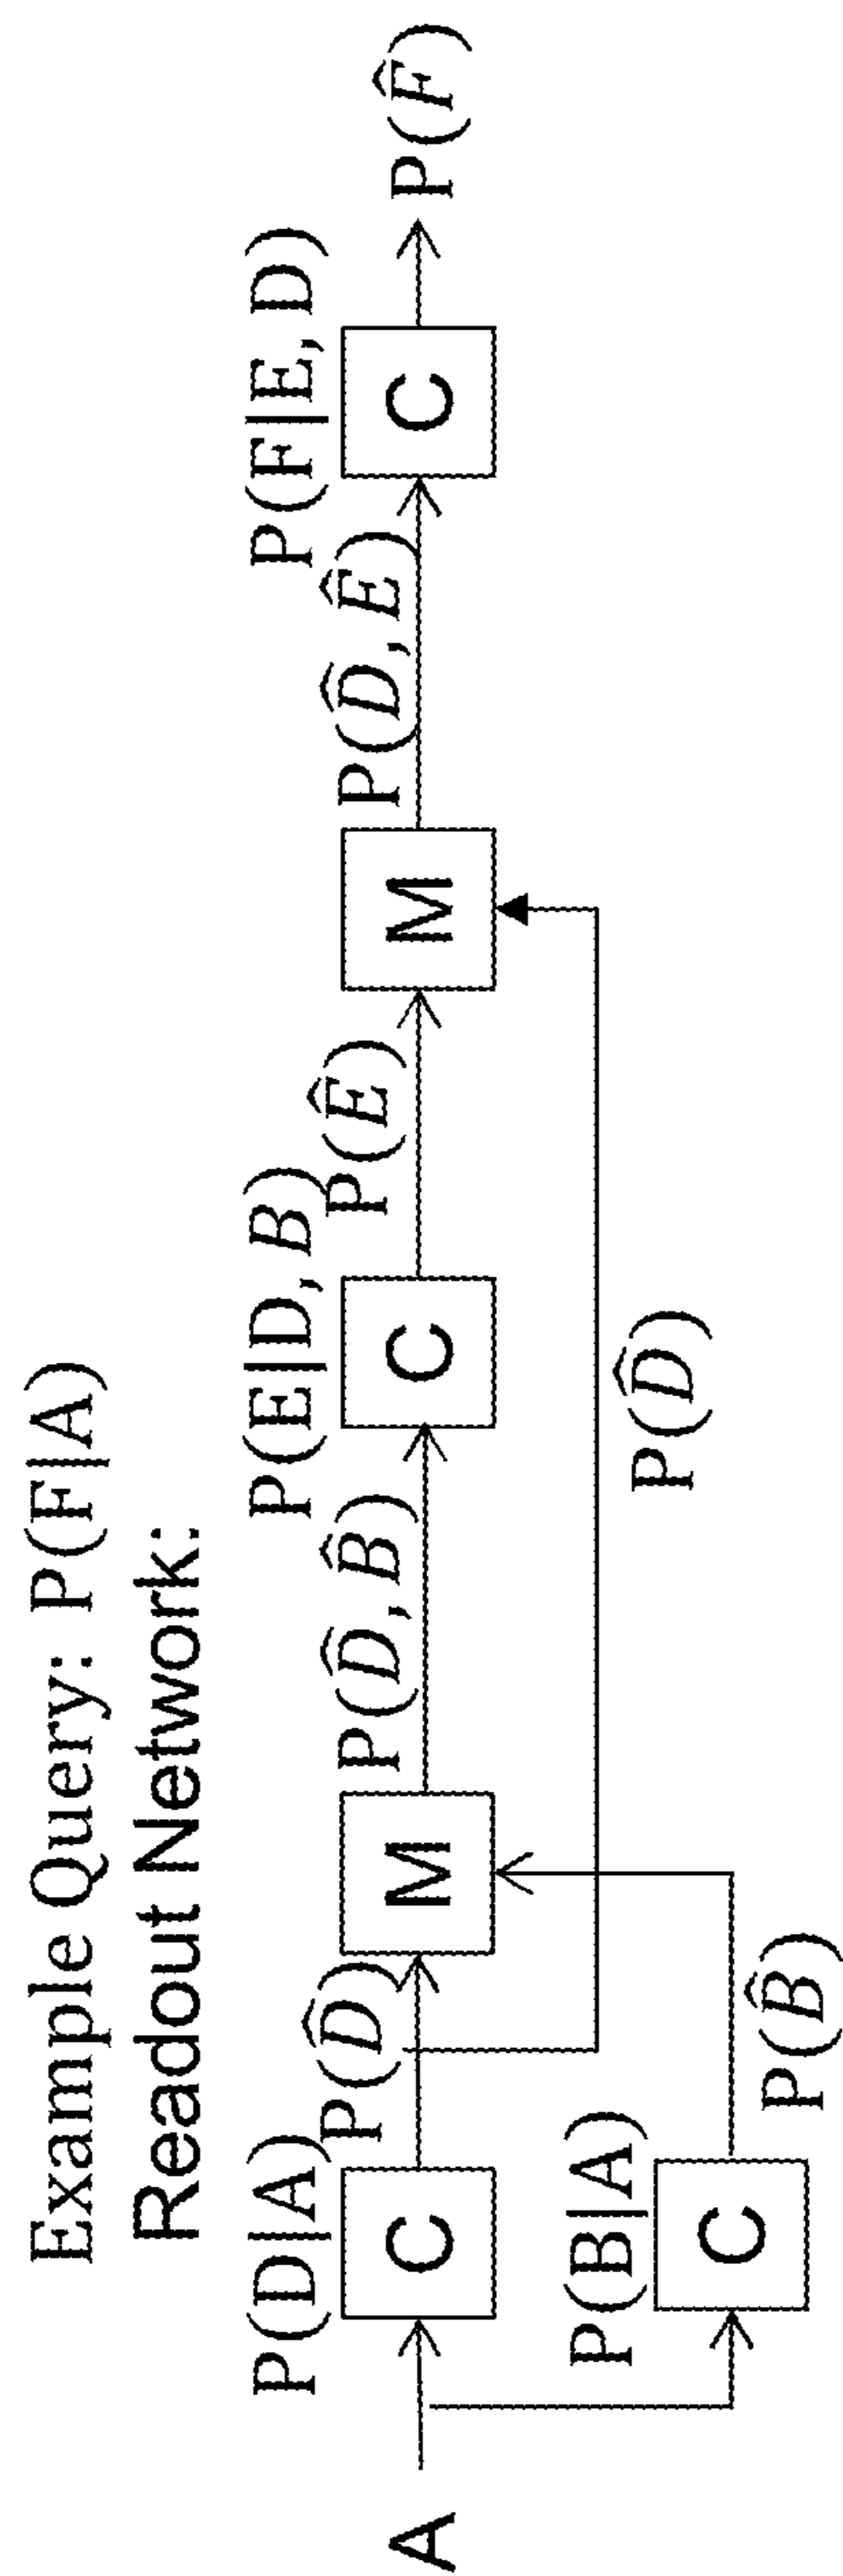 Example Query: P(F|A)
Readout Network:
P(D|A)
P(E|D, B)
P(F|E, D)
A
C
P(D̂)
M
P(D̂, B̂)
C
P(Ê)
M
P(D̂, Ê)
C
P(F̂)
P(B|A)
C
P(B̂)
P(D̂)